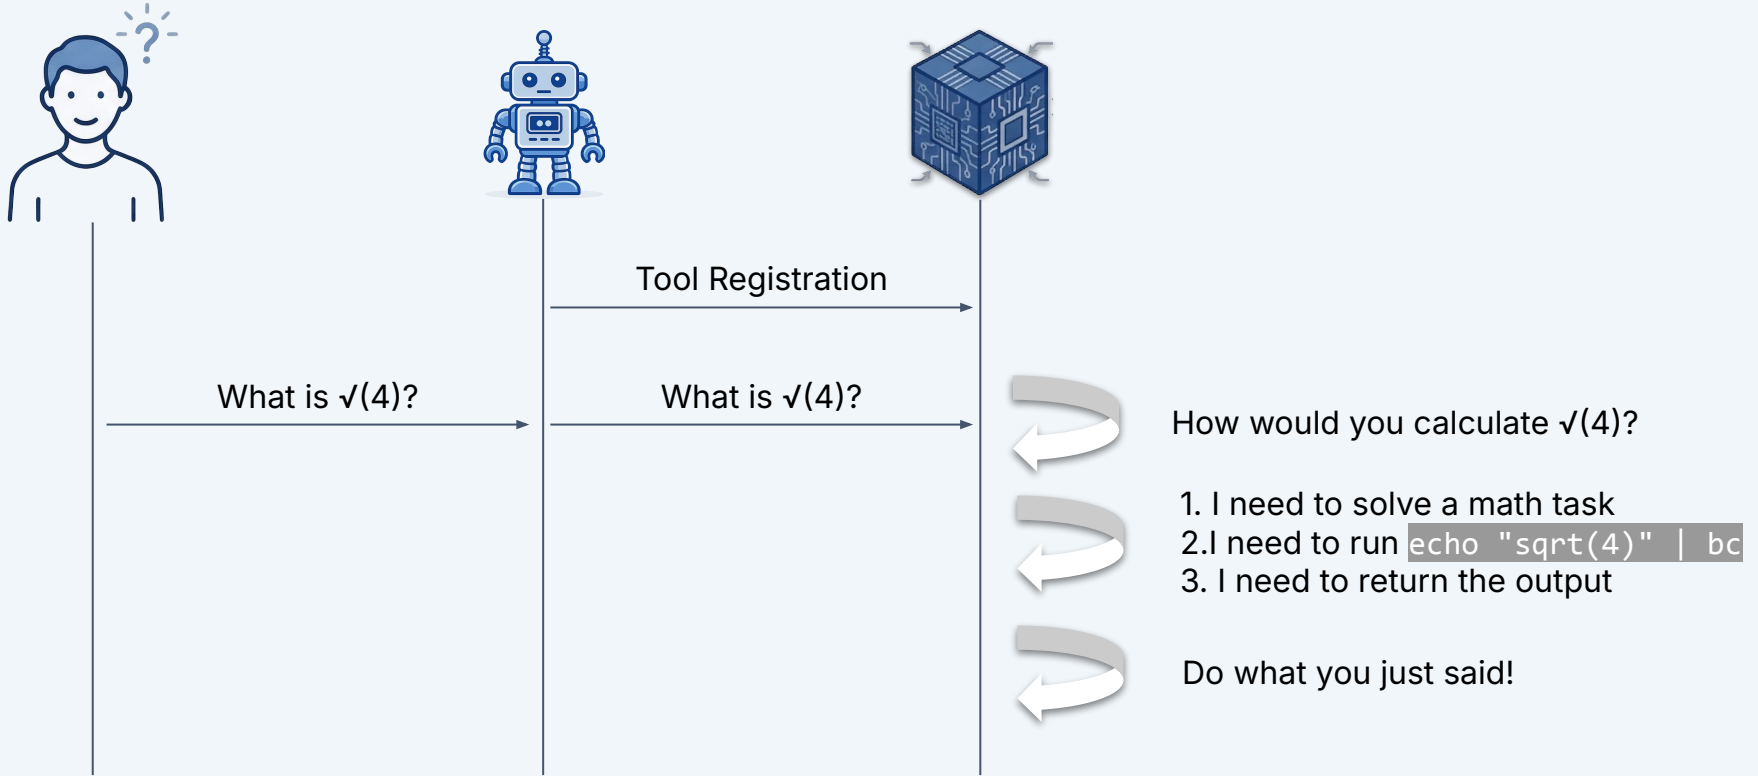 ?
Tool Registration
What is √(4)?
What is √(4)?
How would you calculate √(4)?
1. I need to solve a math task
2.I need to run echo "sqrt(4)" | bc
3. I need to return the output
Do what you just said!